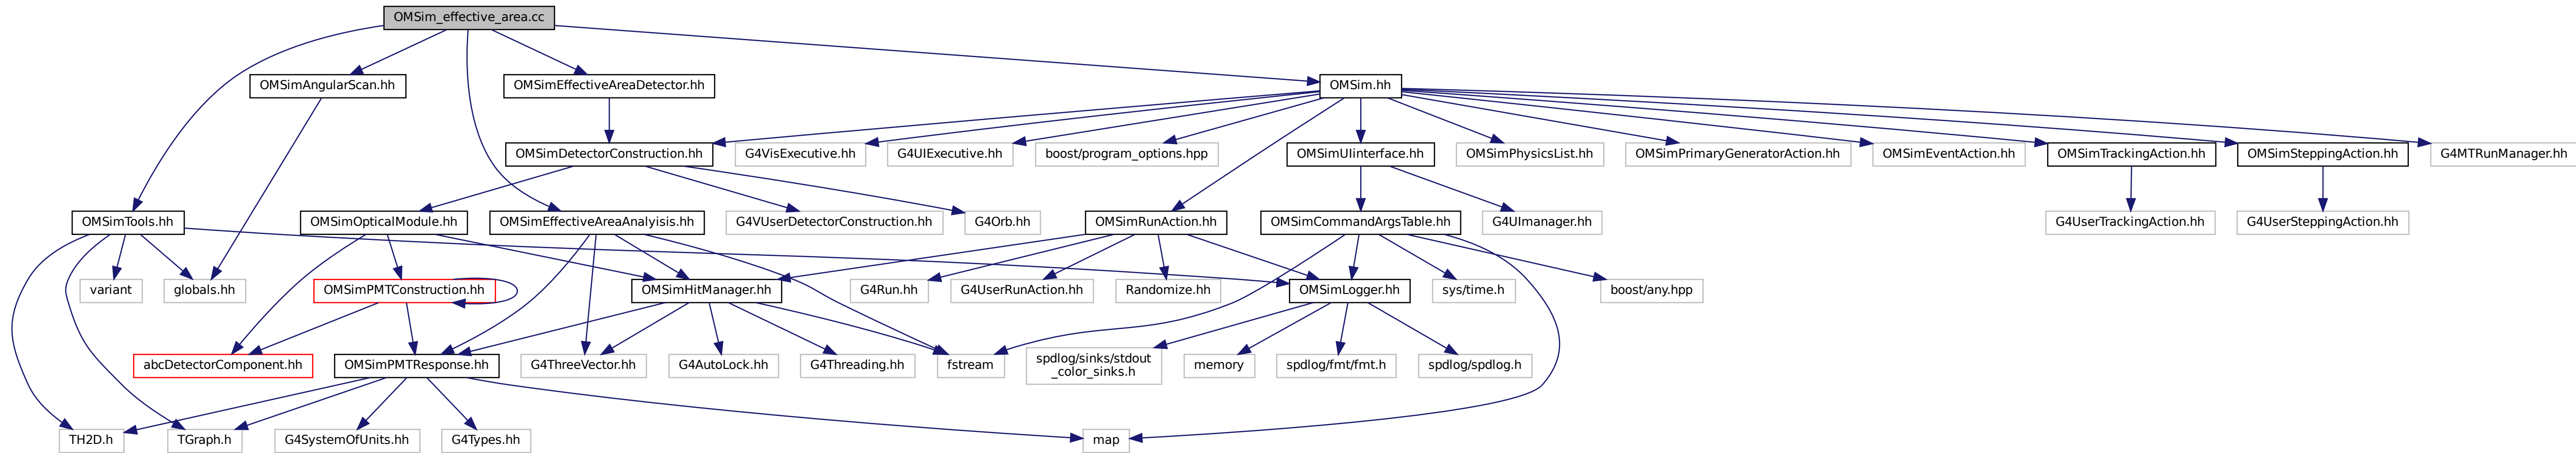 OMSim_effective_area.cc
OMSimAngularScan.hh
OMSimEffectiveAreaDetector.hh
OMSim.hh
OMSimDetectorConstruction.hh
G4VisExecutive.hh
G4UIExecutive.hh
boost/program_options.hpp
OMSimUIinterface.hh
OMSimPhysicsList.hh
OMSimPrimaryGeneratorAction.hh
OMSimEventAction.hh
OMSimTrackingAction.hh
OMSimSteppingAction.hh
G4MTRunManager.hh
OMSimTools.hh
OMSimOpticalModule.hh
OMSimEffectiveAreaAnalyisis.hh
G4VUserDetectorConstruction.hh
G4Orb.hh
OMSimRunAction.hh
OMSimCommandArgsTable.hh
G4UImanager.hh
G4UserTrackingAction.hh
G4UserSteppingAction.hh
variant
globals.hh
OMSimPMTConstruction.hh
OMSimHitManager.hh
G4Run.hh
G4UserRunAction.hh
Randomize.hh
OMSimLogger.hh
sys/time.h
boost/any.hpp
abcDetectorComponent.hh
OMSimPMTResponse.hh
G4ThreeVector.hh
G4AutoLock.hh
G4Threading.hh
fstream
spdlog/sinks/stdout
_color_sinks.h
memory
spdlog/fmt/fmt.h
spdlog/spdlog.h
TH2D.h
TGraph.h
G4SystemOfUnits.hh
G4Types.hh
map